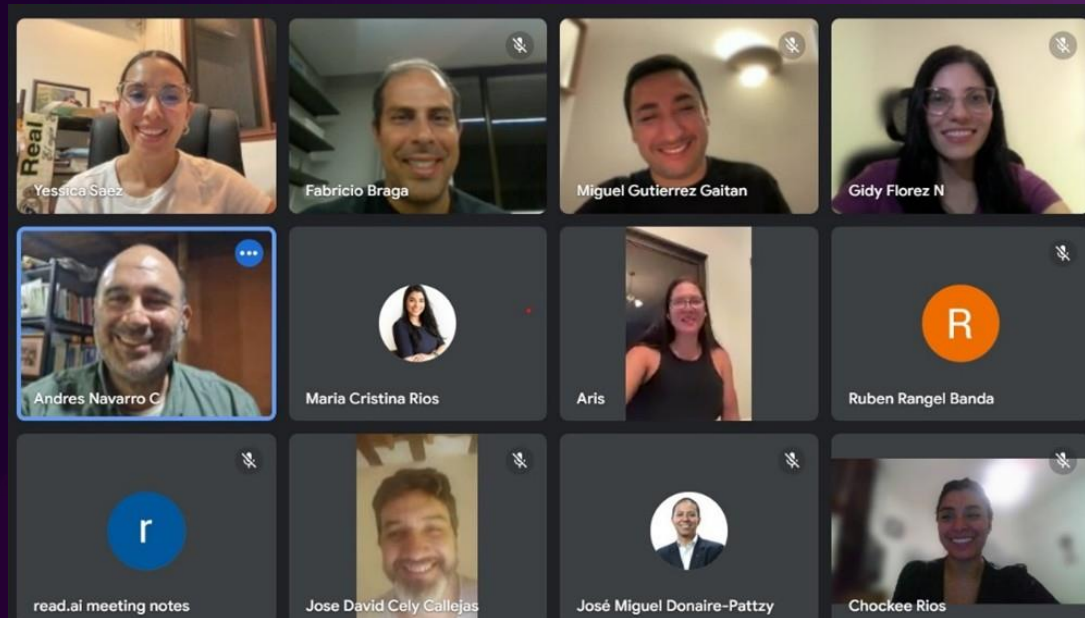 Real
Yessica Saez
Fabricio Braga
Miguel Gutierrez Gaitan
Gidy Florez N
Andres Navarro C
Maria Cristina Rios
Aris
R
Ruben Rangel Banda
r
read.ai meeting notes
Jose David Cely Callejas
José Miguel Donaire-Pattzy
Chockee Rios